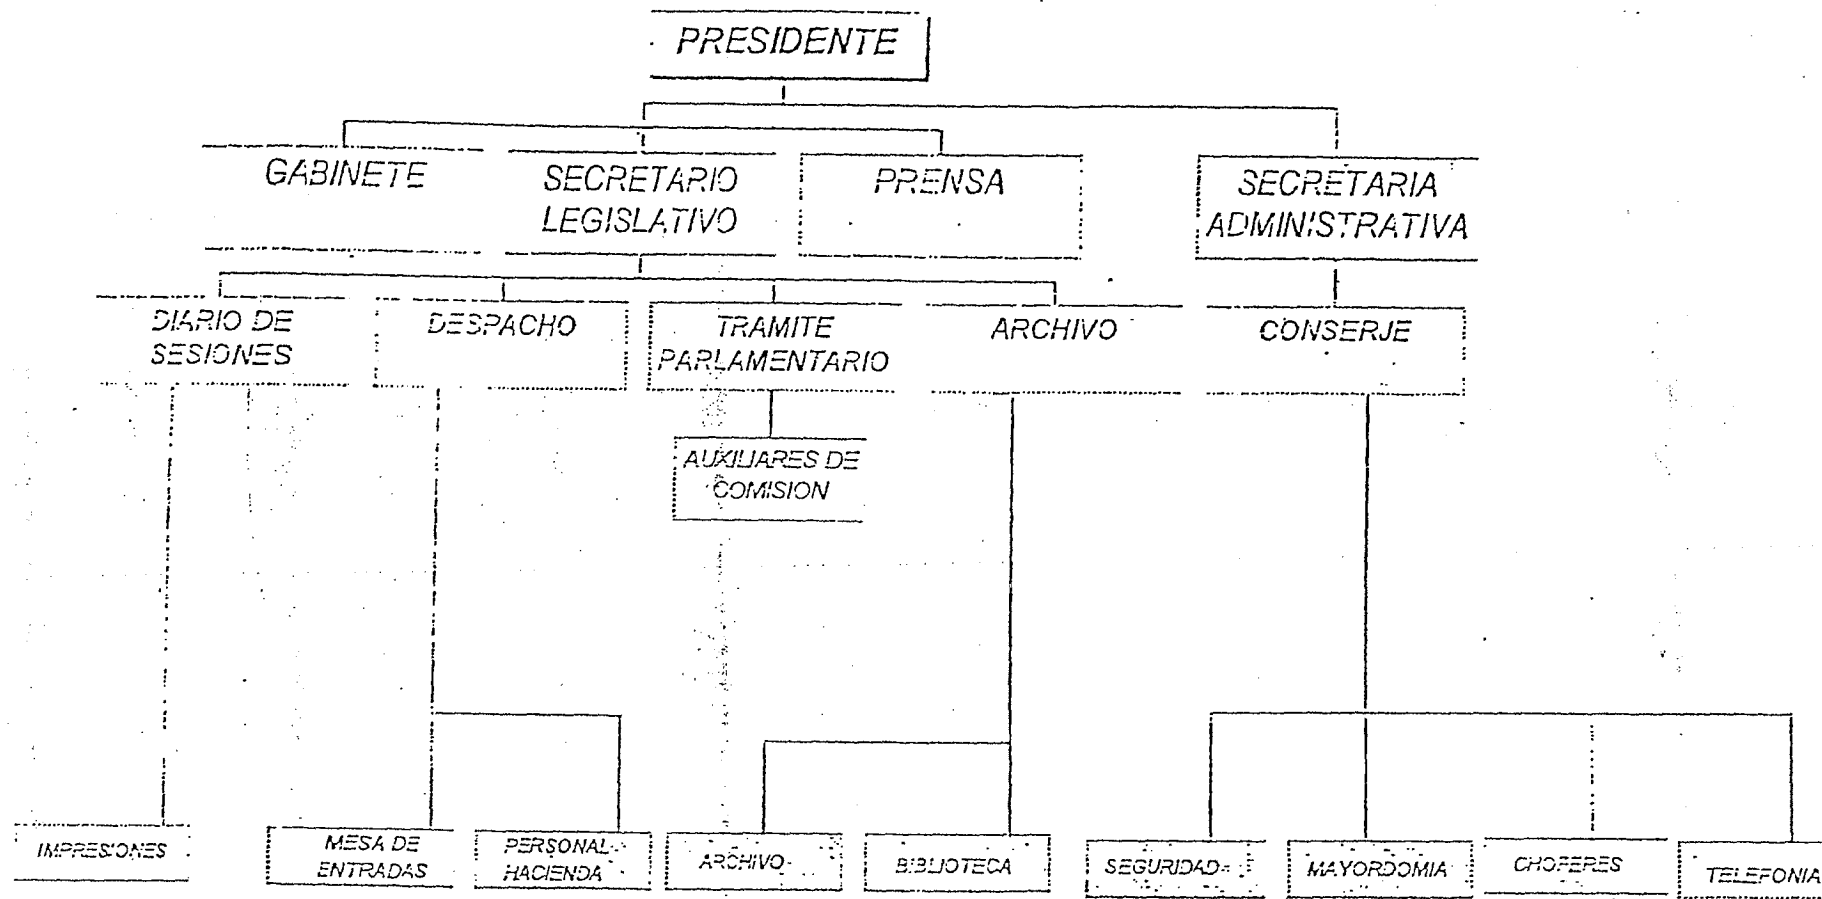 PRESIDENTE
GABINETE
SECRETARIO
LEGISLATIVO
PRENSA
SECRETARIA
ADMINISTRATIVA
DIARIO DE
SESIONES
DESPACHO
TRAMITE
PARLAMENTARIO
ARCHIVO
CONSERJE
AUXILIARES DE
COMISION
IMPRESIONES
MESA DE
ENTRADAS
PERSONAL
HACIENDA
ARCHIVO
BIBLIOTECA
SEGURIDAD
MAYORDOMIA
CHOFERES
TELEFONIA